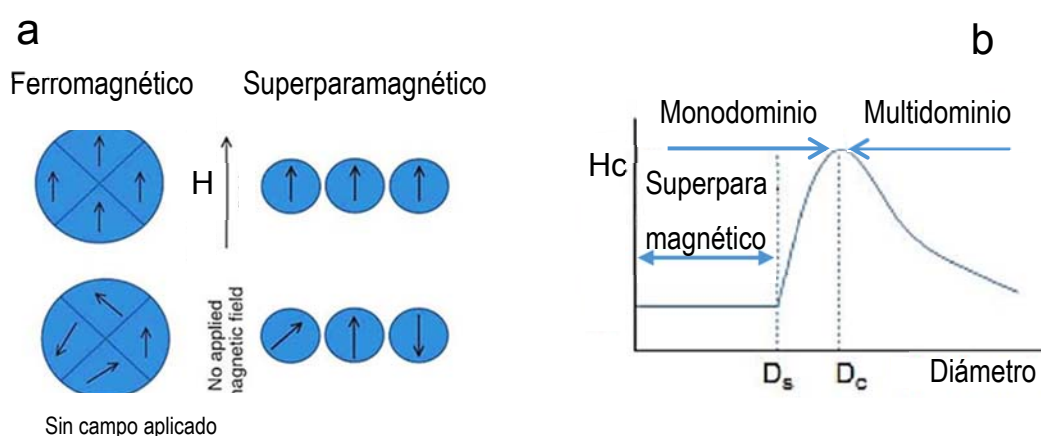 a
Ferromagnético
Superparamagnético
H
No applied
magnetic field
Sin campo aplicado
b
Monodominio
Multidominio
Hc
Superpara
magnético
Ds
Dc
Diámetro